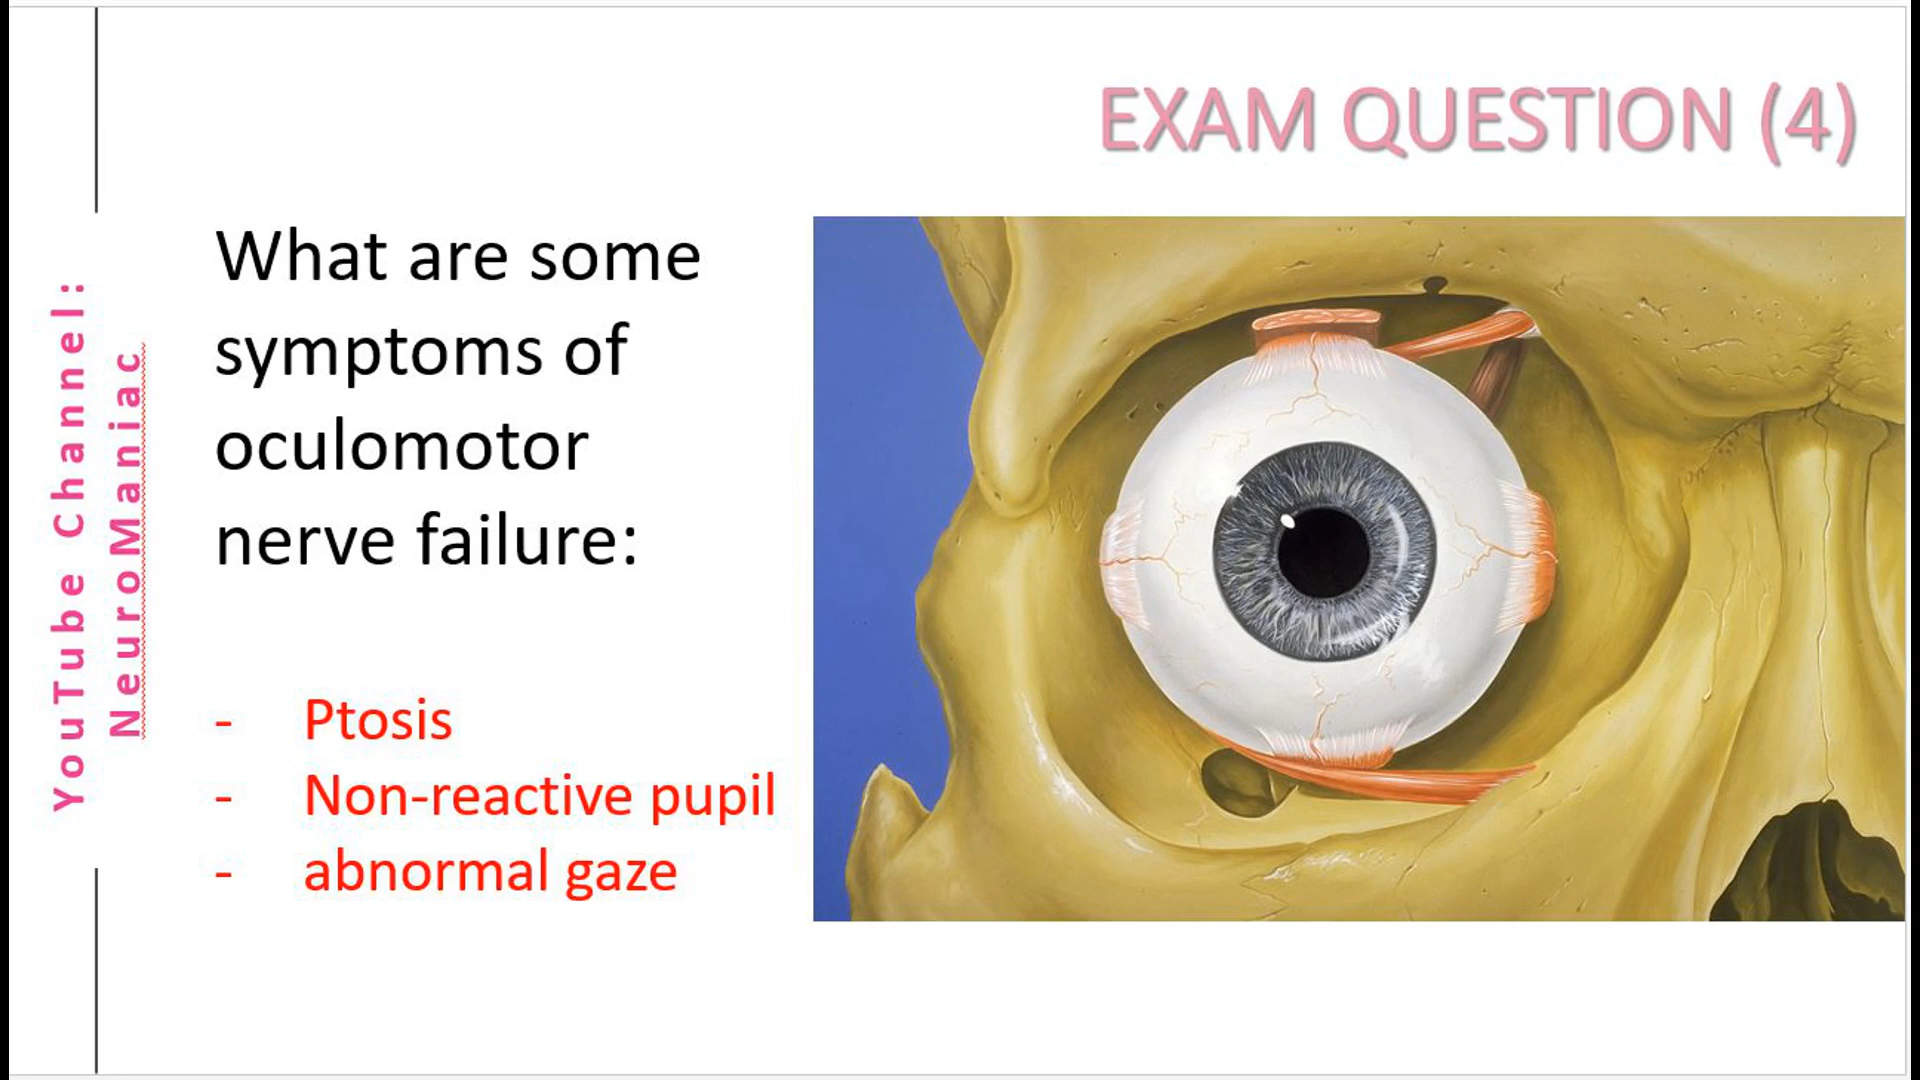 EXAM QUESTION (4)
YouTube Channel:
NeuroManiac
What are some
symptoms of
oculomotor
nerve failure:
- Ptosis
- Non-reactive pupil
- abnormal gaze